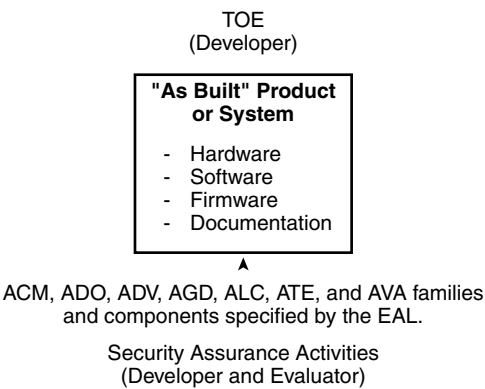 TOE
(Developer)
"As Built" Product
or System
- Hardware
- Software
- Firmware
- Documentation
ACM, ADO, ADV, AGD, ALC, ATE, and AVA families
and components specified by the EAL.
Security Assurance Activities
(Developer and Evaluator)